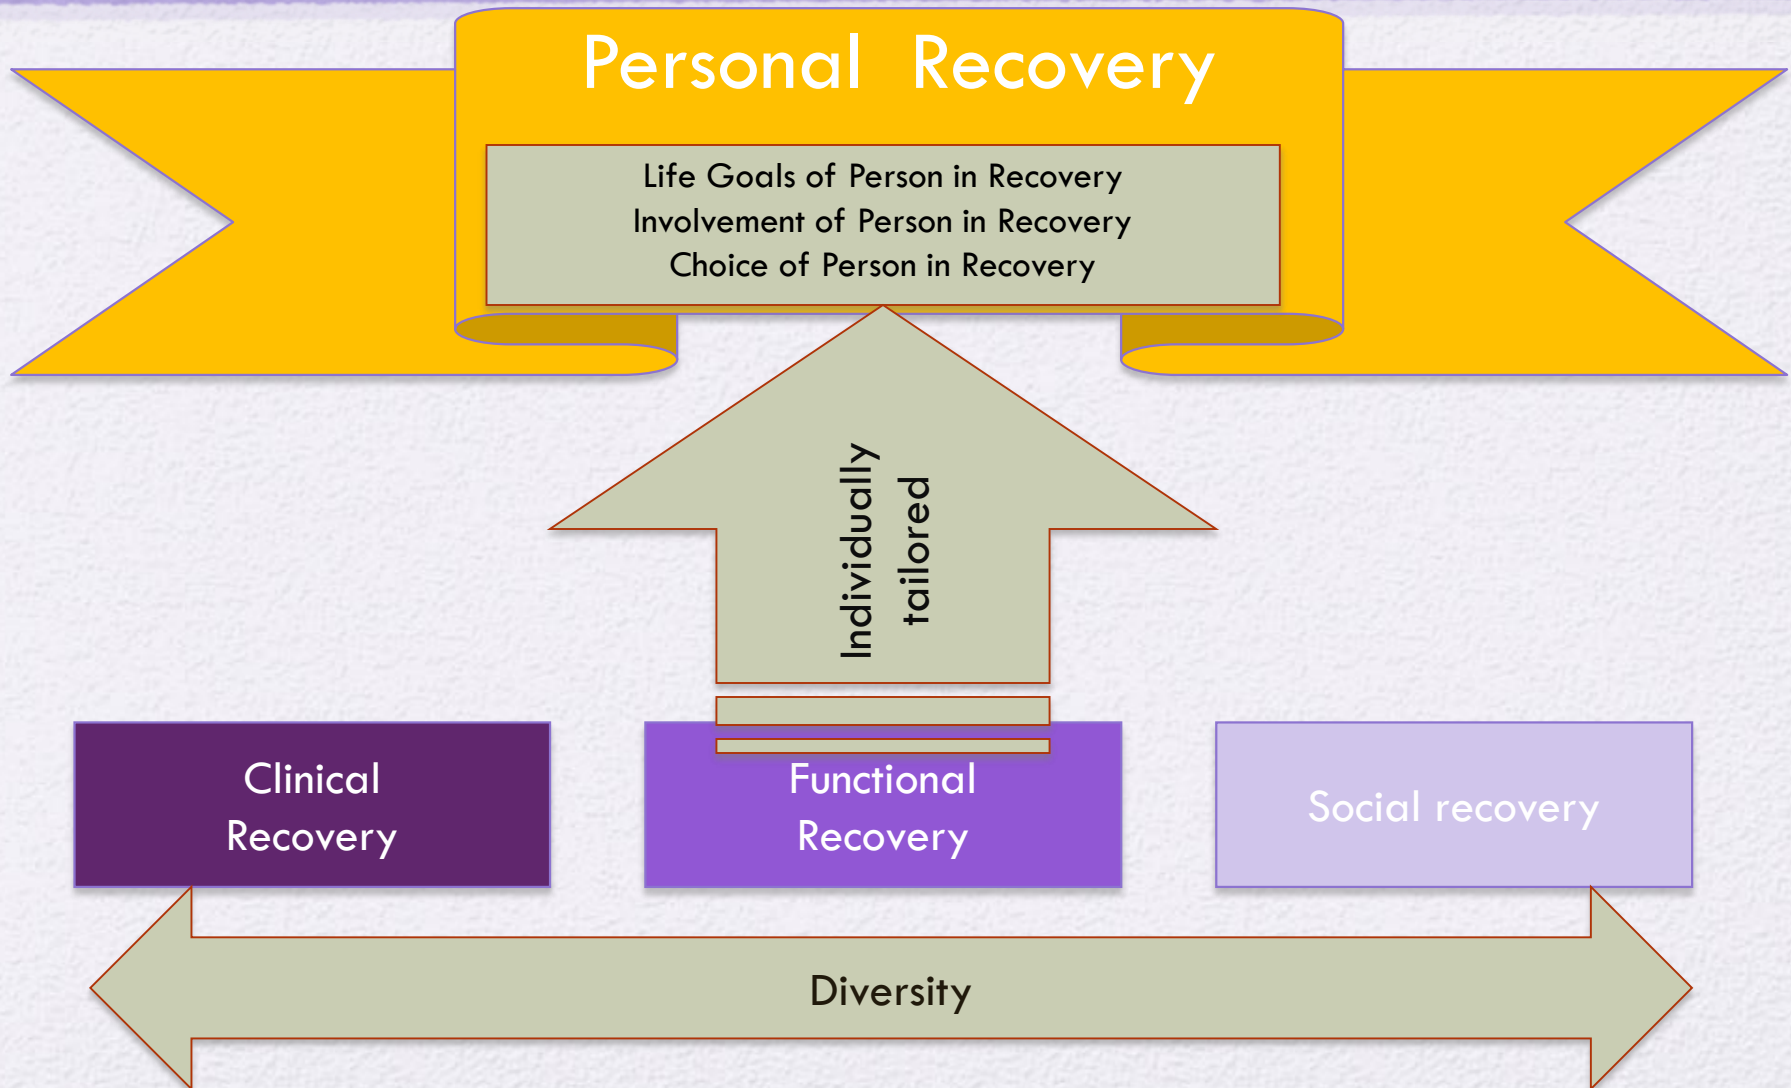 Personal Recovery
Life Goals of Person in Recovery
Involvement of Person in Recovery
Choice of Person in Recovery
Individually
tailored
Clinical
Recovery
Functional
Recovery
Social recovery
Diversity